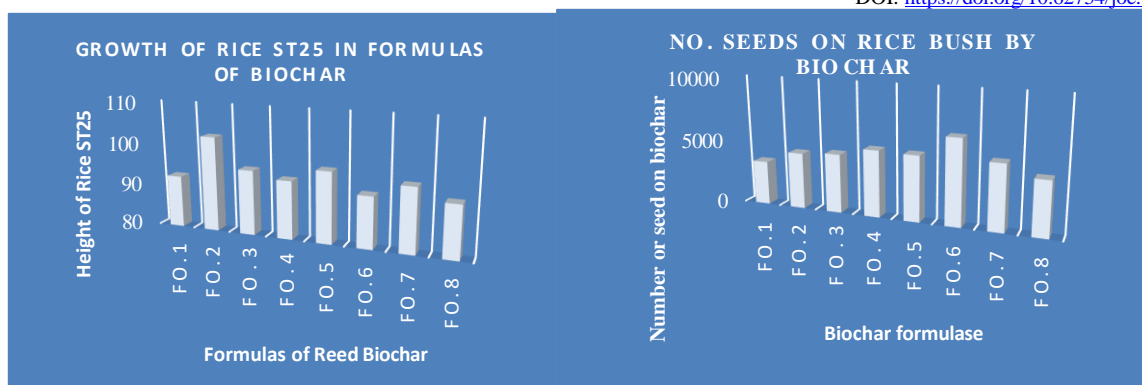 GROWTH OF RICE ST25 IN FORMULAS
OF BIOCHAR
Height of Rice ST25
110
100
90
80
FO.1
FO.2
FO.3
FO.4
FO.5
FO.6
FO.7
FO.8
Formulas of Reed Biochar
NO. SEEDS ON RICE BUSH BY
BIOCHAR
Number or seed on biochar
10000
5000
0
FO.1
FO.2
FO.3
FO.4
FO.5
FO.6
FO.7
FO.8
Biochar formulase